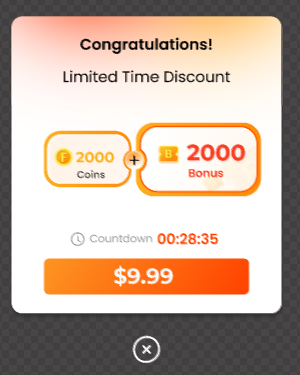 Congratulations!
Limited Time Discount
F 2000 + B 2000
Coins Bonus
Countdown 00:28:35
$9.99